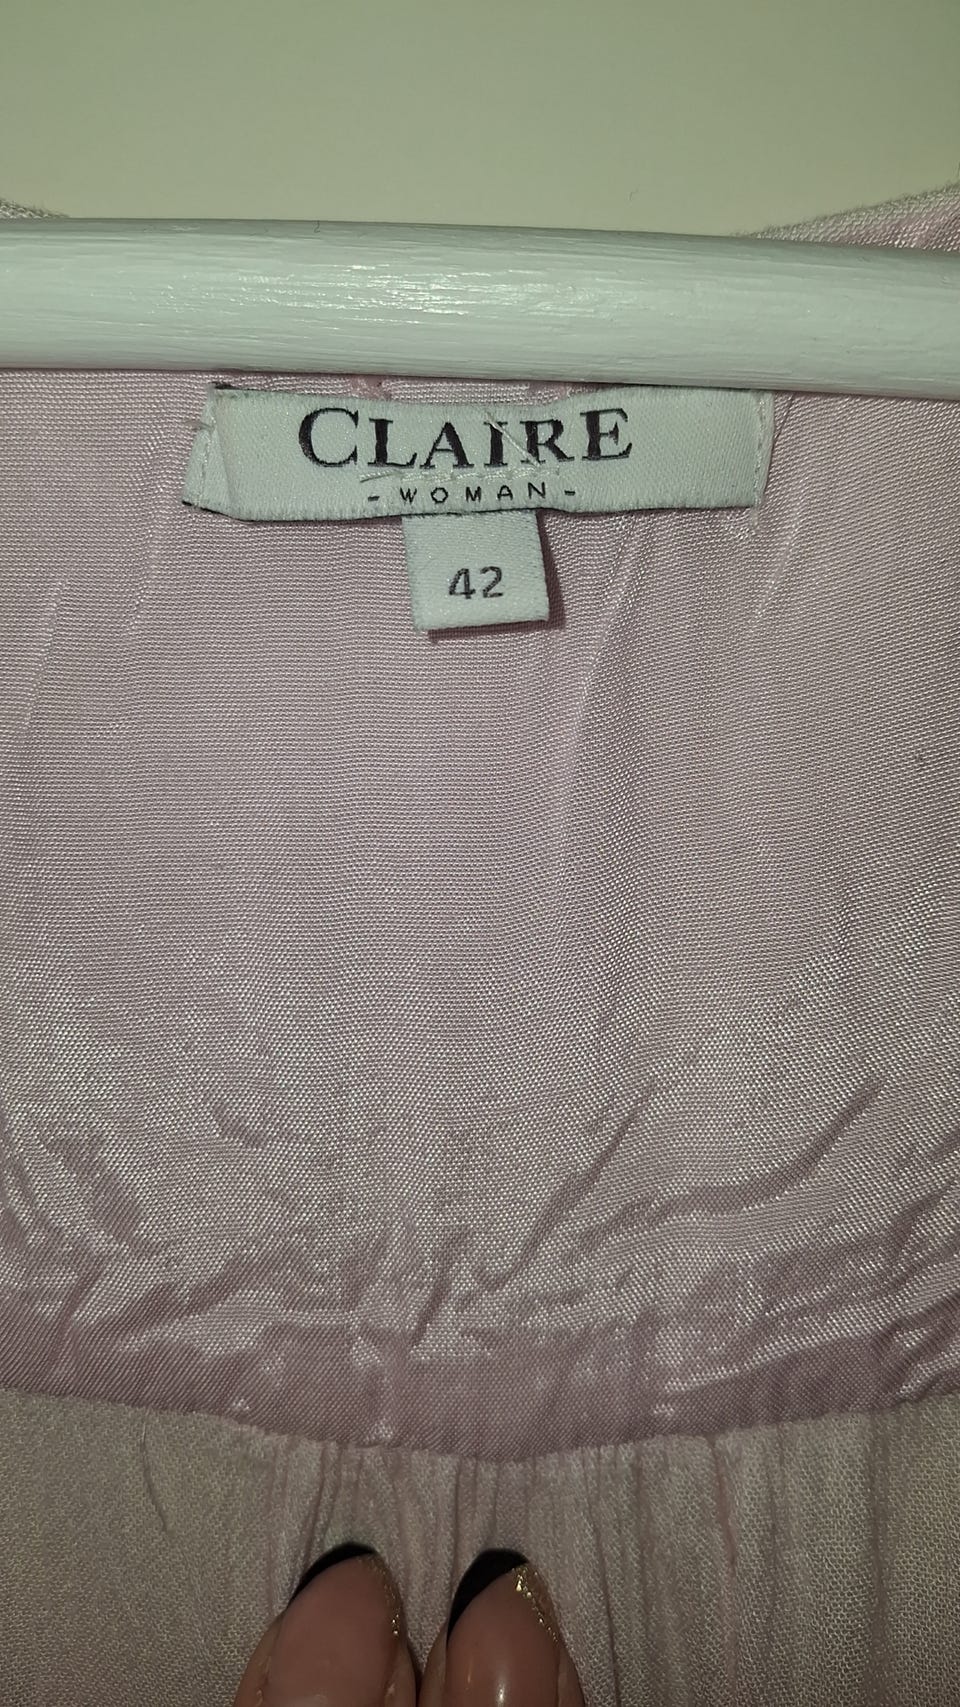 CLAIRE
- WOMAN -
42